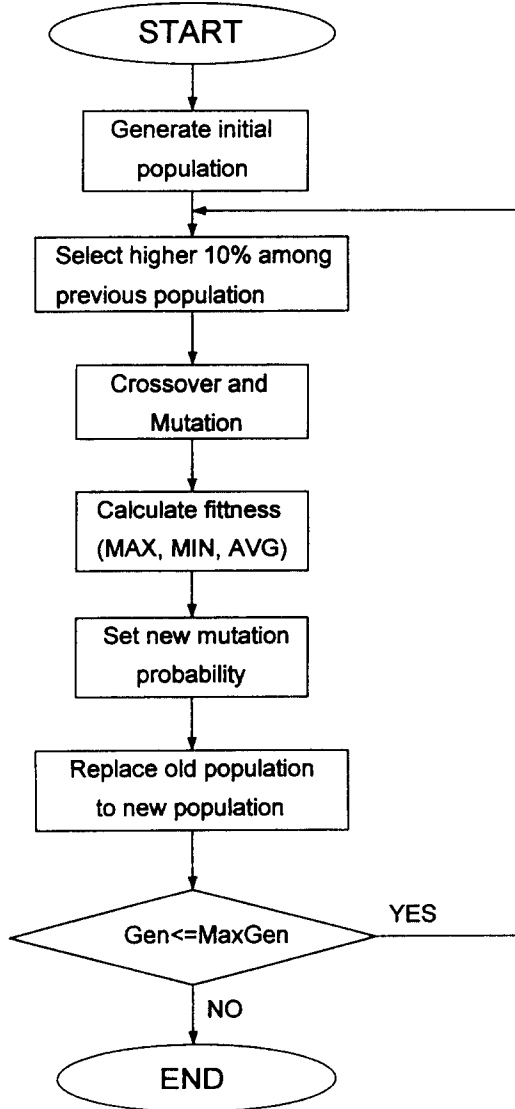 START
Generate initial
population
Select higher 10% among
previous population
Crossover and
Mutation
Calculate fittness
(MAX, MIN, AVG)
Set new mutation
probability
Replace old population
to new population
Gen<=MaxGen
YES
NO
END